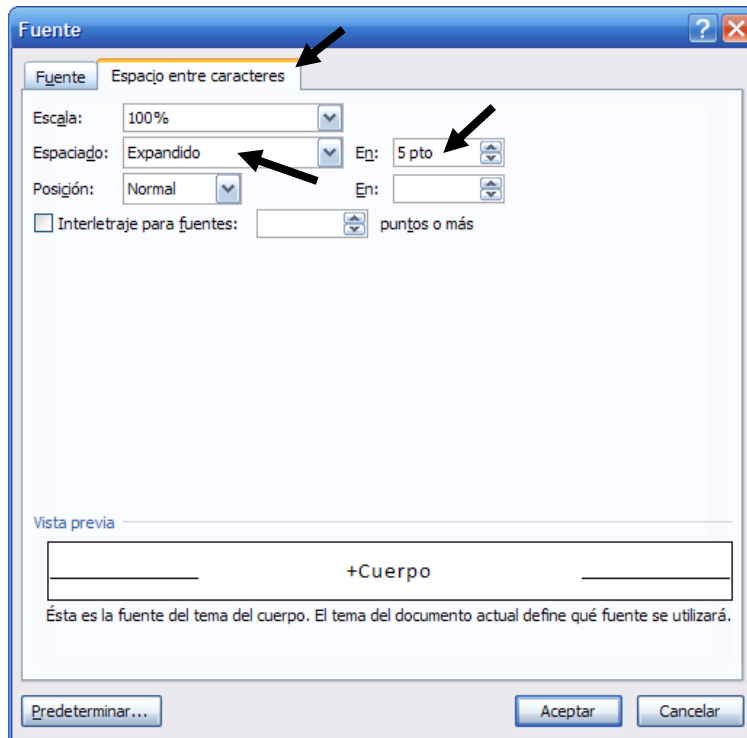 Fuente
Fuente Espacio entre caracteres
Escala: 100%
Espaciado: Expandido En: 5 pto
Posición: Normal En:
Interletraje para fuentes: puntos o más
Vista previa
+Cuerpo
Ésta es la fuente del tema del cuerpo. El tema del documento actual define qué fuente se utilizará.
Predeterminar... Aceptar Cancelar